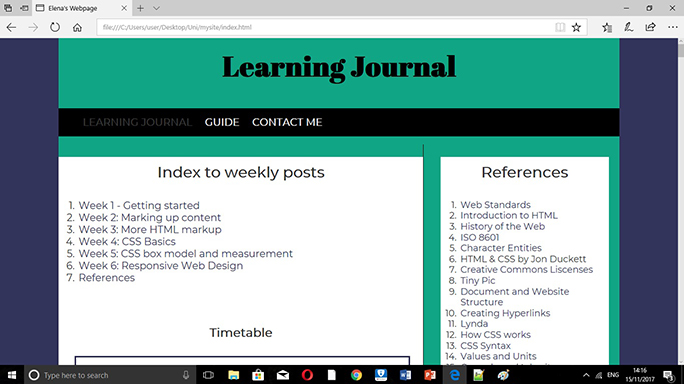 Elena's Webpage
file:///C:/Users/user/Desktop/Uni/mysite/index.html
Learning Journal
LEARNING JOURNAL GUIDE CONTACT ME
Index to weekly posts
1. Week 1 - Getting started
2. Week 2: Marking up content
3. Week 3: More HTML markup
4. Week 4: CSS Basics
5. Week 5: CSS box model and measurement
6. Week 6: Responsive Web Design
7. References
Timetable
References
1. Web Standards
2. Introduction to HTML
3. History of the Web
4. ISO 8601
5. Character Entities
6. HTML & CSS by Jon Duckett
7. Creative Commons Liscenses
8. Tiny Pic
9. Document and Website
Structure
10. Creating Hyperlinks
11. Lynda
12. How CSS works
13. CSS Syntax
14. Values and Units
Type here to search
ENG
14:16
15/11/2017